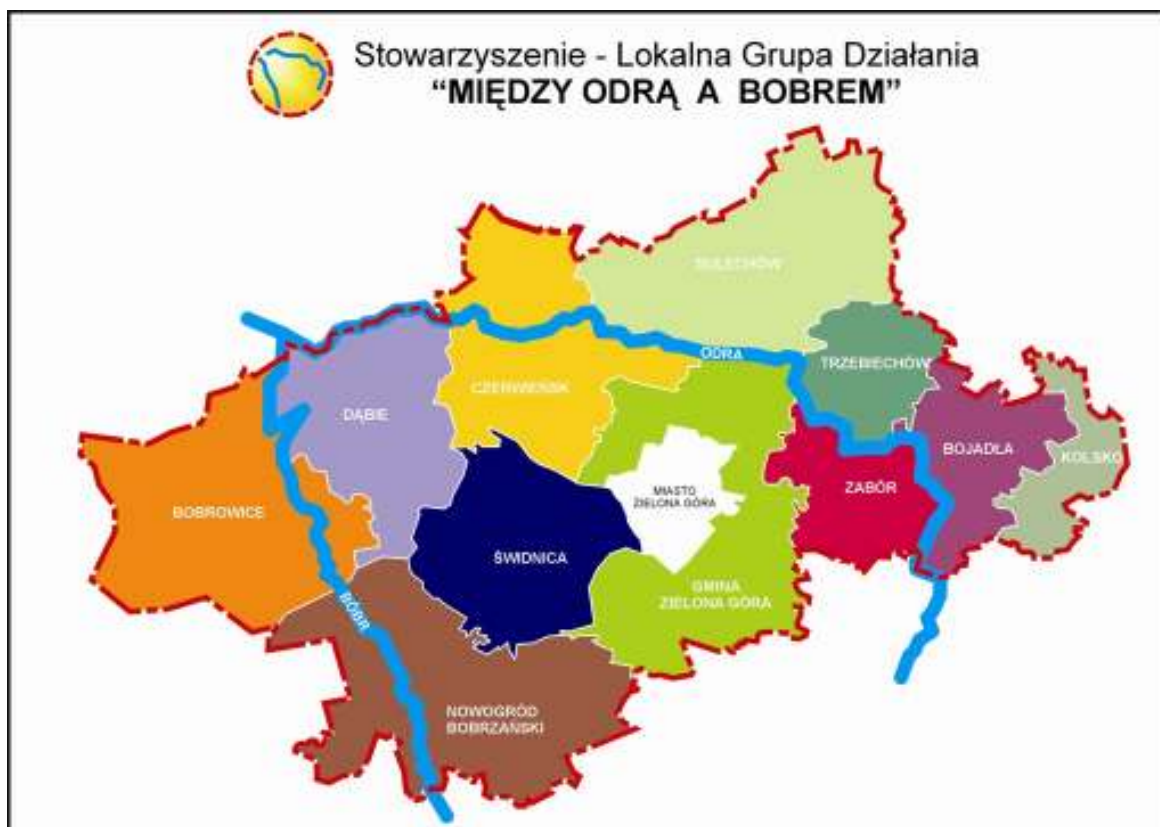 Stowarzyszenie - Lokalna Grupa Działania
“MIĘDZY ODRĄ A BOBREM”
SULECHÓW
ODRA
TRZEBIECHÓW
CZERWIEŃSK
DĄBIE
BOJADŁA
KOLSKO
ZABÓR
MIASTO
ZIELONA GÓRA
BOBROWICE
ŚWIDNICA
GMINA
ZIELONA GÓRA
BÓBR
NOWOGRÓD
BOBRZAŃSKI